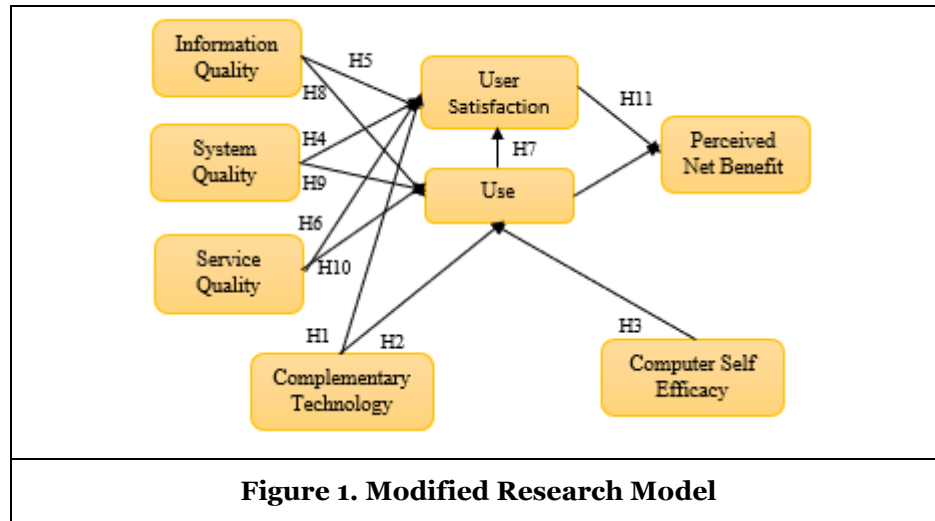 Information
Quality
H5
H8
User
Satisfaction
H11
H4
System
Quality
H9
H7
Perceived
Net Benefit
Use
H6
Service
Quality
H10
H1
H2
H3
Complementary
Technology
Computer Self
Efficacy
Figure 1. Modified Research Model